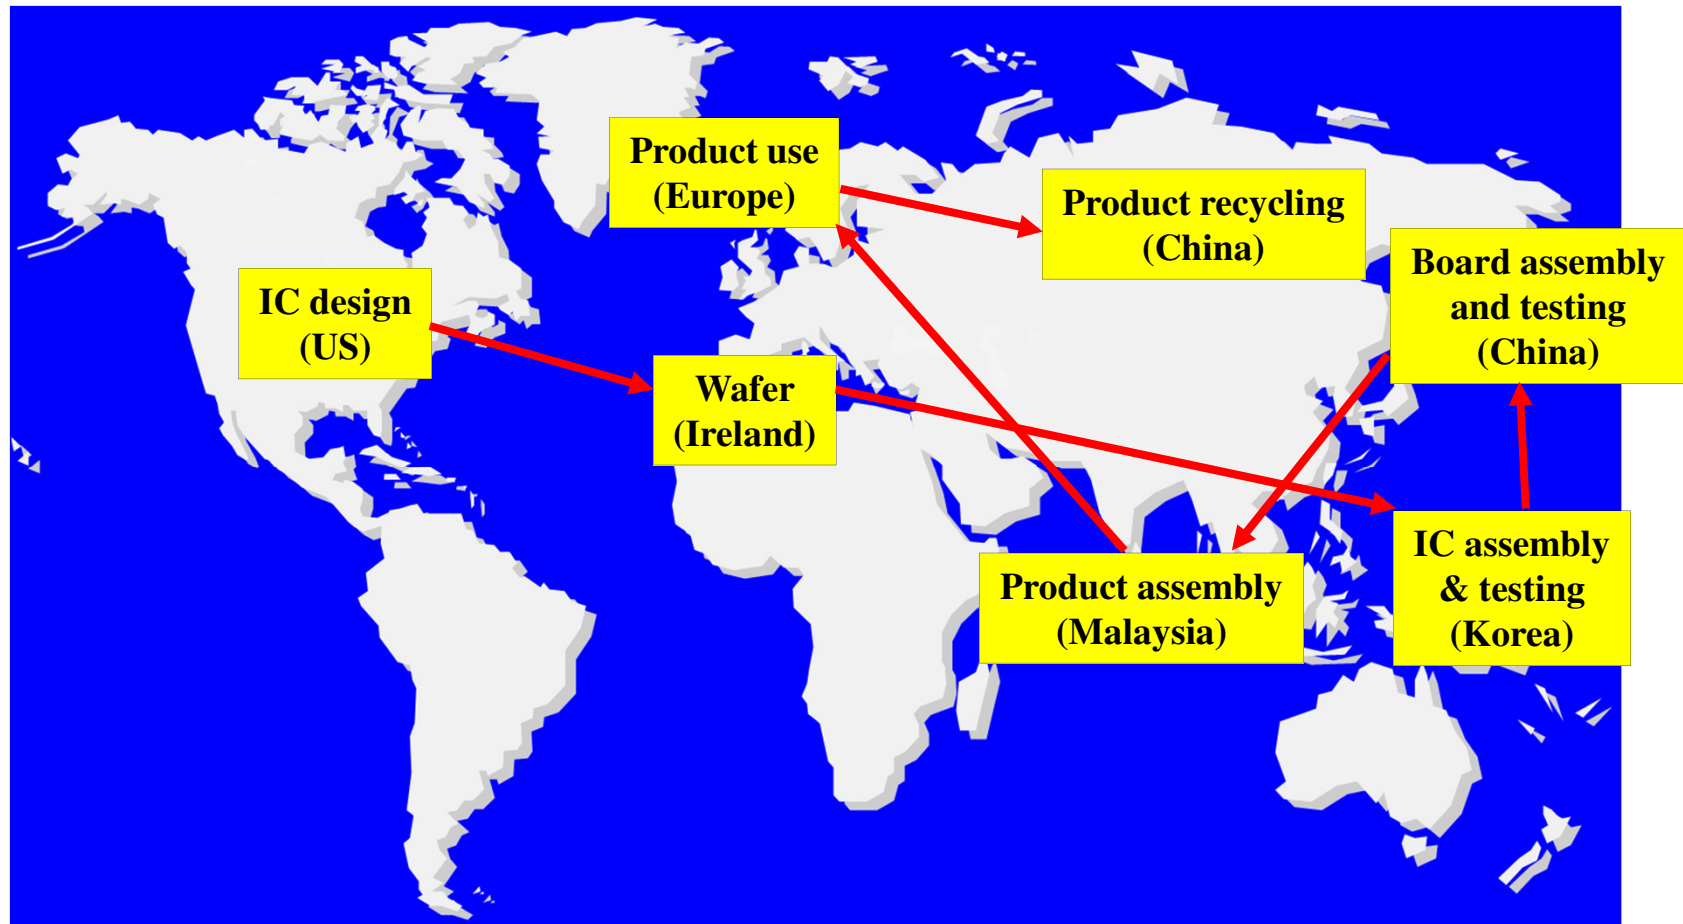 Product use
(Europe)
Product recycling
(China)
Board assembly
and testing
(China)
IC design
(US)
Wafer
(Ireland)
IC assembly
& testing
(Korea)
Product assembly
(Malaysia)